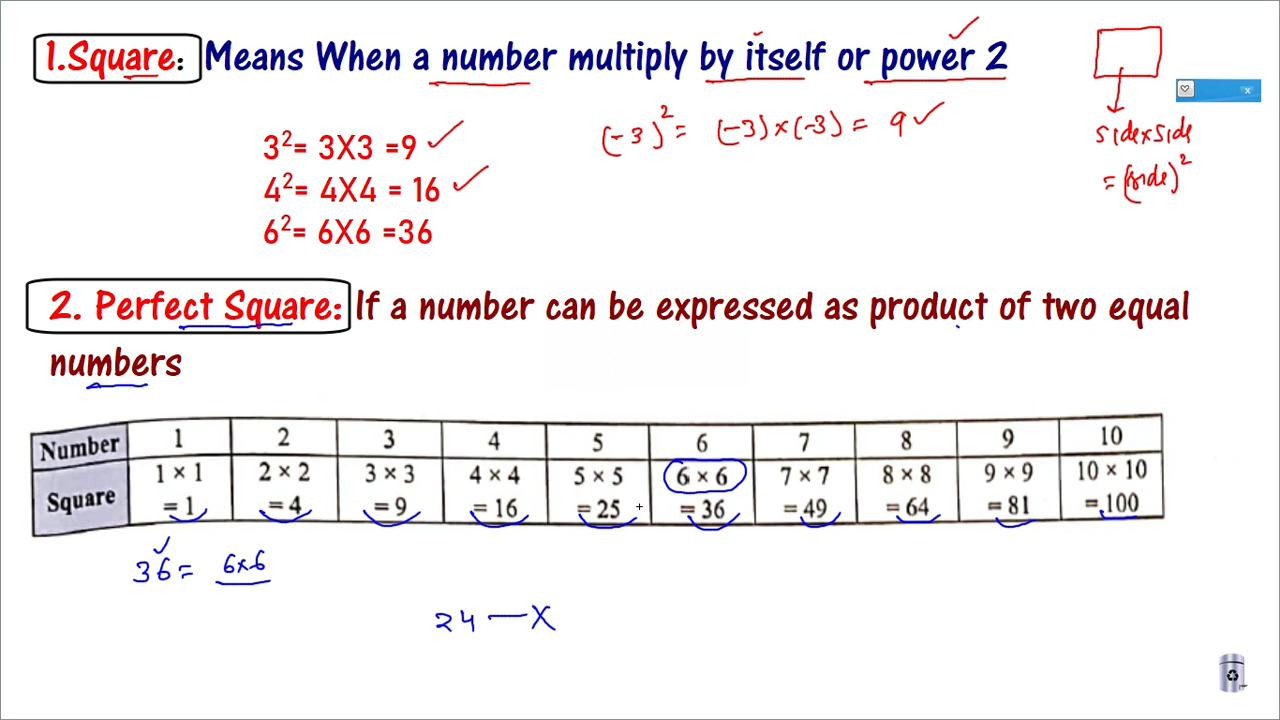 1.Square: Means When a number multiply by itself or power 2
3²= 3X3 =9
4²= 4X4 = 16
6²= 6X6 =36
(-3)²= (-3)×(-3) = 9
side×side
= (side)²
2. Perfect Square: If a number can be expressed as product of two equal
numbers
Number 1 2 3 4 5 6 7 8 9 10
Square 1 × 1 2 × 2 3 × 3 4 × 4 5 × 5 6 × 6 7 × 7 8 × 8 9 × 9 10 × 10
= 1 = 4 = 9 = 16 = 25 = 36 = 49 = 64 = 81 = 100
36= 6×6
24 — X